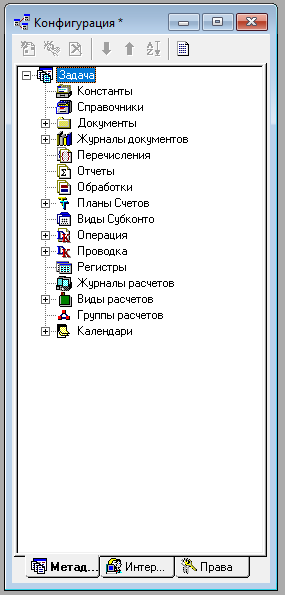 Конфигурация *
Задача
Константы
Справочники
Документы
Журналы документов
Перечисления
Отчеты
Обработки
Планы Счетов
Виды Субконто
Операция
Проводка
Регистры
Журналы расчетов
Виды расчетов
Группы расчетов
Календари
Метад... Интер... Права